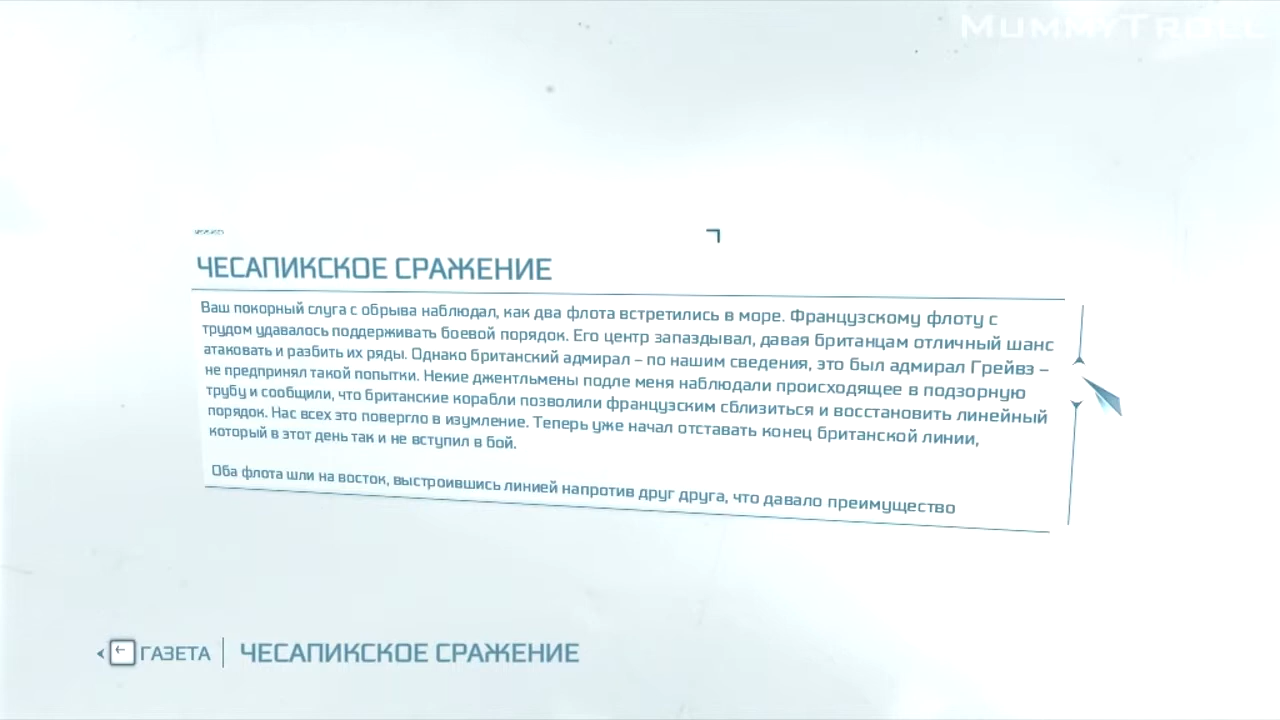 MUMMYTROLL
ЧЕСАПИКСКОЕ СРАЖЕНИЕ
Ваш покорный слуга с обрыва наблюдал, как два флота встретились в море. Французскому флоту с
трудом удавалось поддерживать боевой порядок. Его центр запаздывал, давая британцам отличный шанс
атаковать и разбить их ряды. Однако британский адмирал – по нашим сведения, это был адмирал Грейвз –
не предпринял такой попытки. Некие джентльмены подле меня наблюдали происходящее в подзорную
трубу и сообщили, что британские корабли позволили французским сблизиться и восстановить линейный
порядок. Нас всех это повергло в изумление. Теперь уже начал отставать конец британской линии,
который в этот день так и не вступил в бой.
Оба флота шли на восток, выстроившись линией напротив друг друга, что давало преимущество
ГАЗЕТА | ЧЕСАПИКСКОЕ СРАЖЕНИЕ